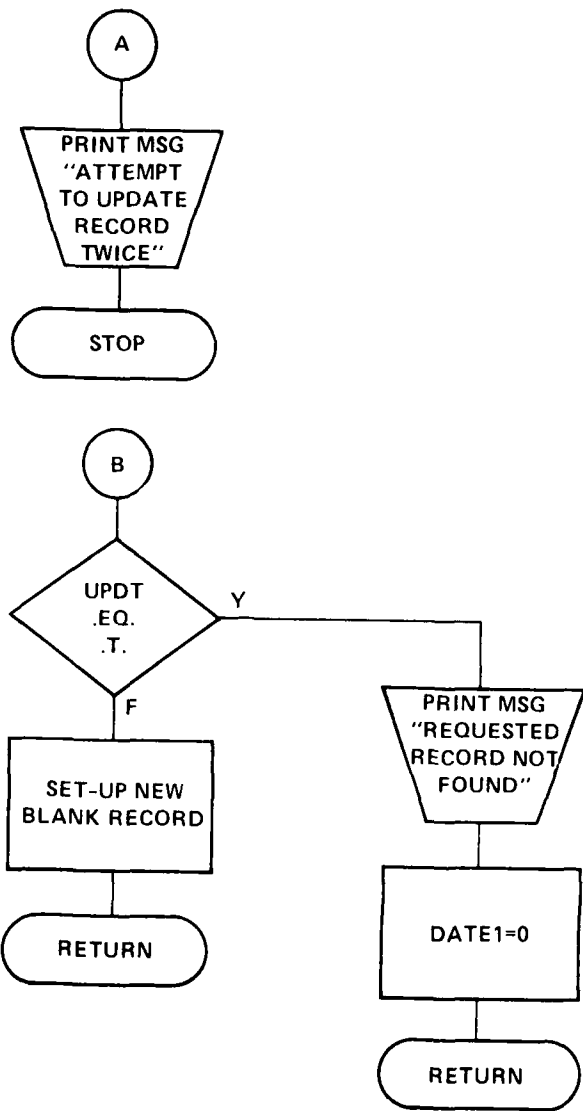 A
PRINT MSG
"ATTEMPT
TO UPDATE
RECORD
TWICE"
STOP
B
UPDT
.EQ.
.T.
Y
F
SET-UP NEW
BLANK RECORD
RETURN
PRINT MSG
"REQUESTED
RECORD NOT
FOUND"
DATE1=0
RETURN